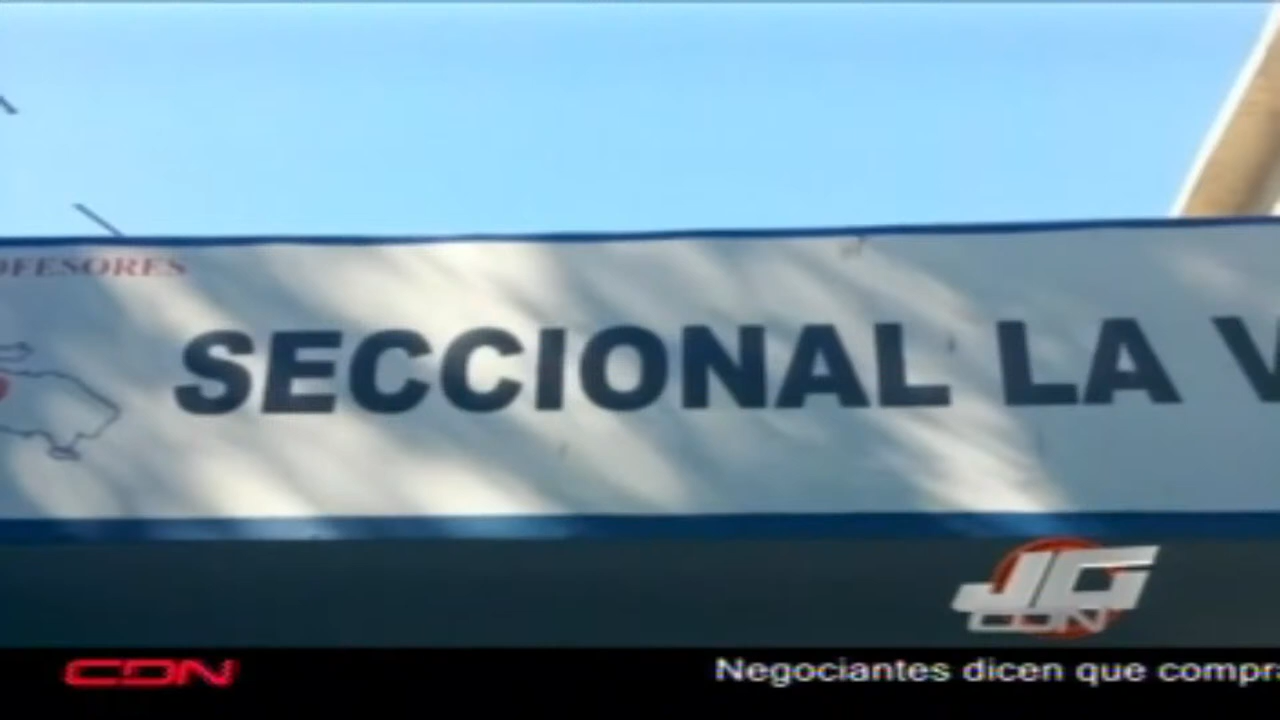 OFESORES
SECCIONAL LA V
JG
CDN
CDN
Negociantes dicen que compra